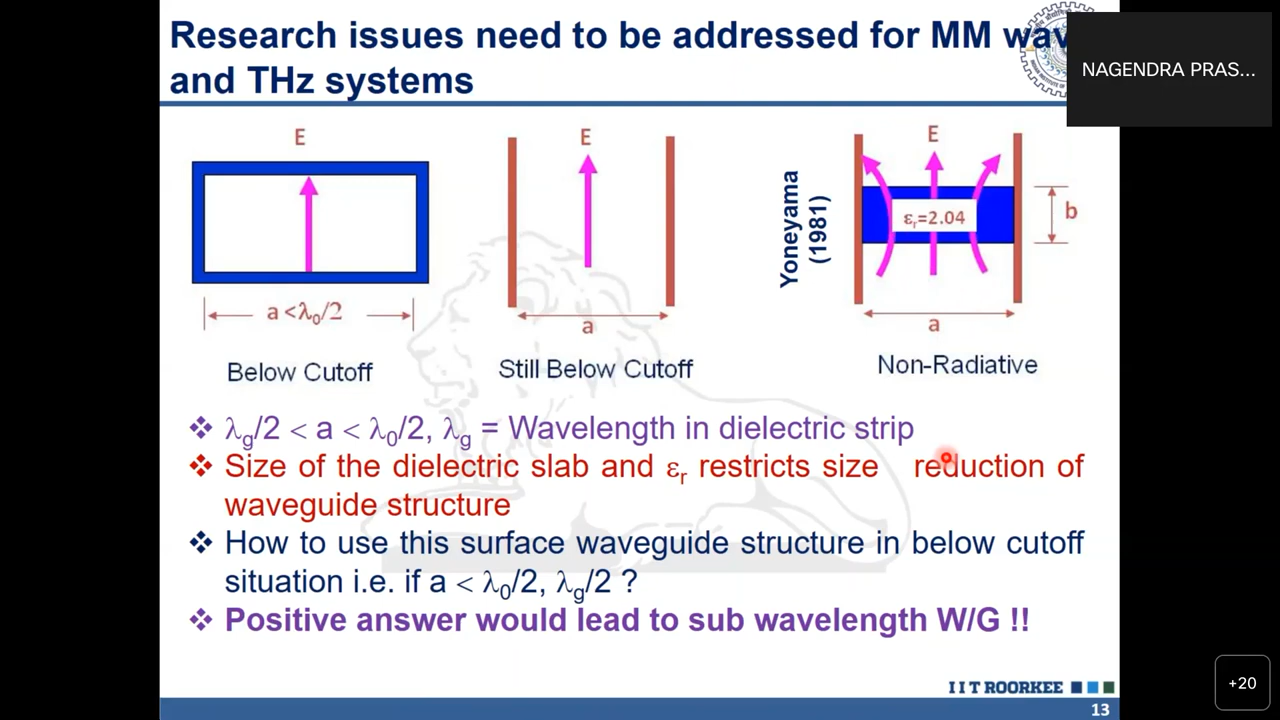 Research issues need to be addressed for MM wav
and THz systems
NAGENDRA PRAS...
E
E
E
Yoneyama
(1981)
εr=2.04
b
a <λ0/2
a
a
Below Cutoff
Still Below Cutoff
Non-Radiative
❖ λg/2 < a < λ0/2, λg = Wavelength in dielectric strip
❖ Size of the dielectric slab and εr restricts size reduction of
waveguide structure
❖ How to use this surface waveguide structure in below cutoff
situation i.e. if a < λ0/2, λg/2 ?
❖ Positive answer would lead to sub wavelength W/G !!
I I T ROORKEE
13
+20